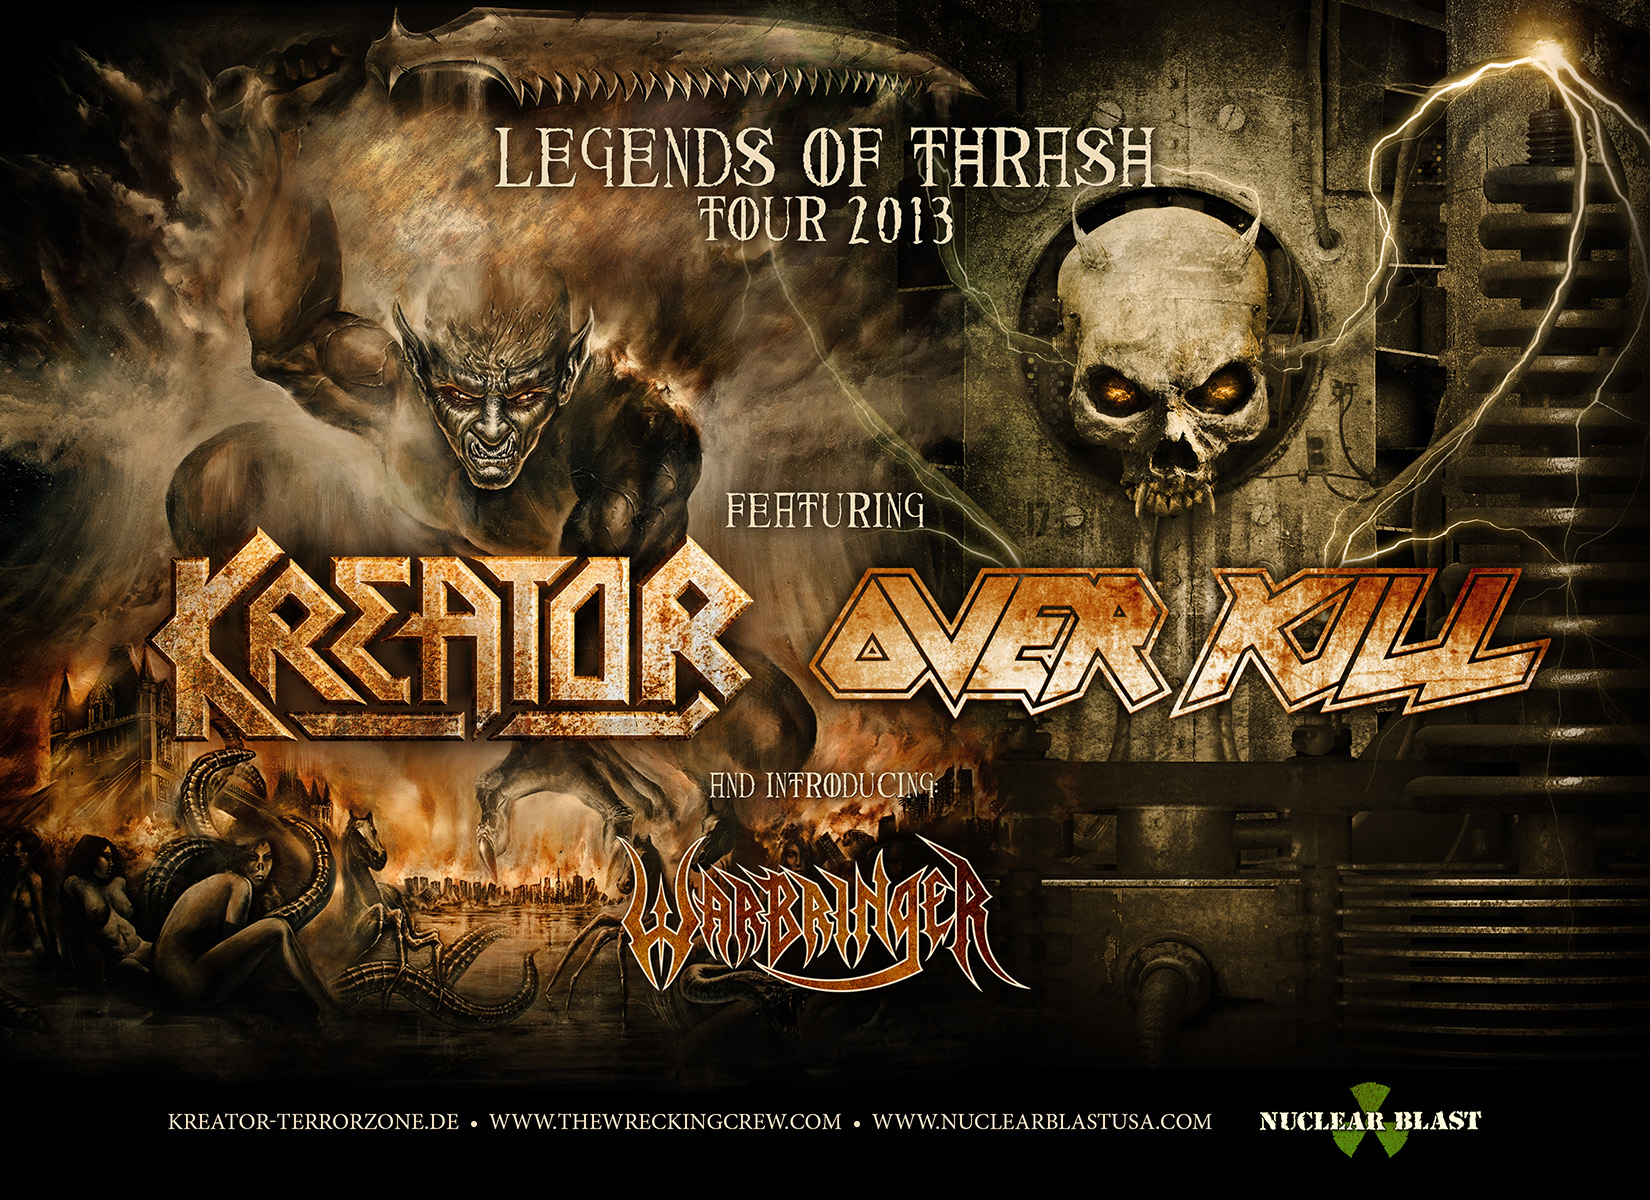 LEGENDS OF THRASH
TOUR 2013
FEATURING
KREATOR
OVER KILL
AND INTRODUCING:
WARBRINGER
KREATOR-TERRORZONE.DE • WWW.THEWRECKINGCREW.COM • WWW.NUCLEARBLASTUSA.COM
NUCLEAR BLAST